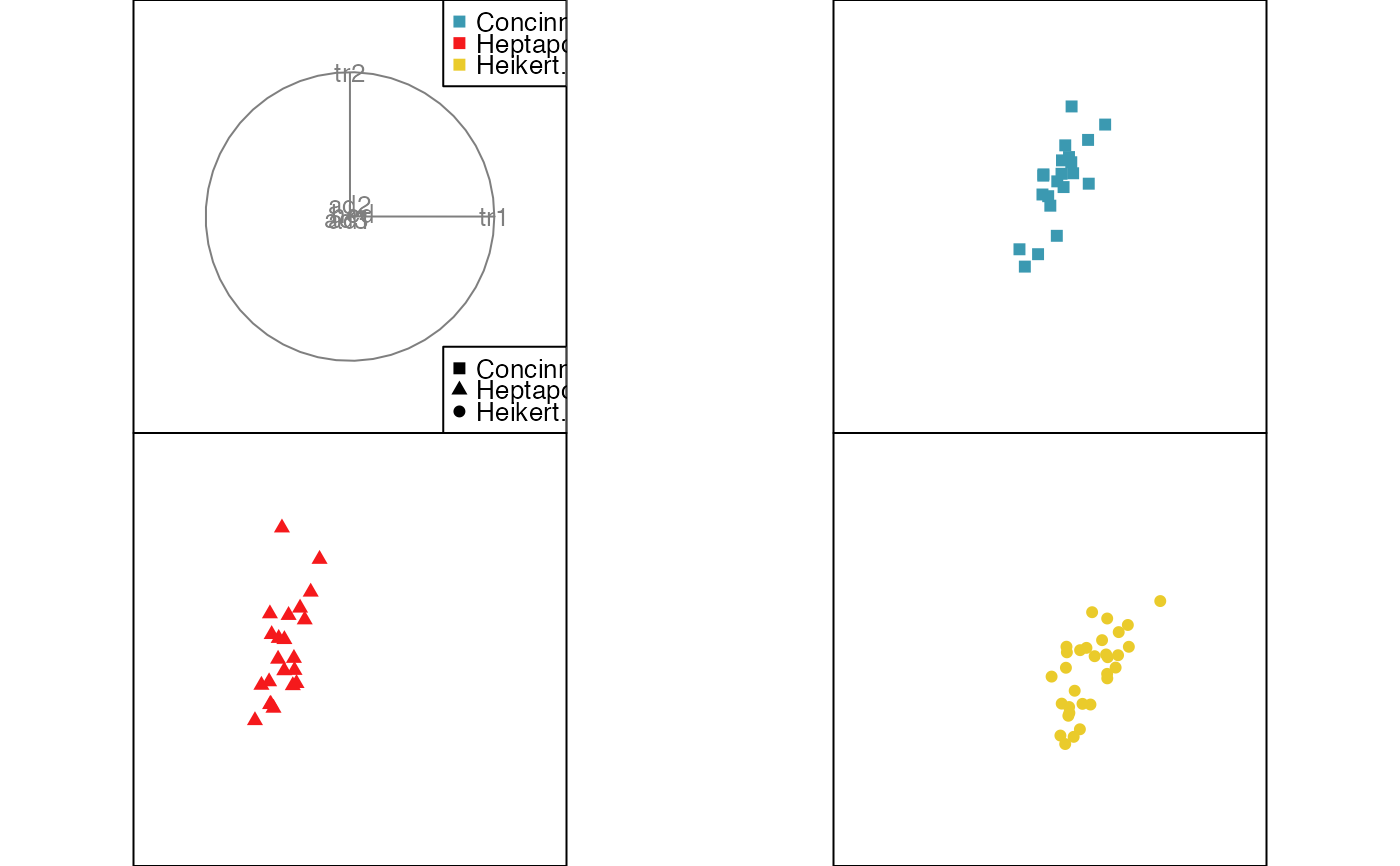 Concinn
Heptapo
Heikert.
tr2
ad2
tr1
Concinn
Heptapo
Heikert.